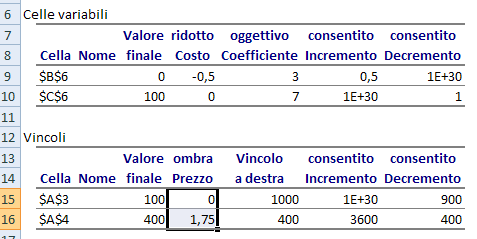 6 Celle variabili
7 Valore ridotto oggettivo consentito consentito
8 Cella Nome finale Costo Coefficiente Incremento Decremento
9 $B$6 0 -0,5 3 0,5 1E+30
10 $C$6 100 0 7 1E+30 1
11
12 Vincoli
13 Valore ombra Vincolo consentito consentito
14 Cella Nome finale Prezzo a destra Incremento Decremento
15 $A$3 100 0 1000 1E+30 900
16 $A$4 400 1,75 400 3600 400